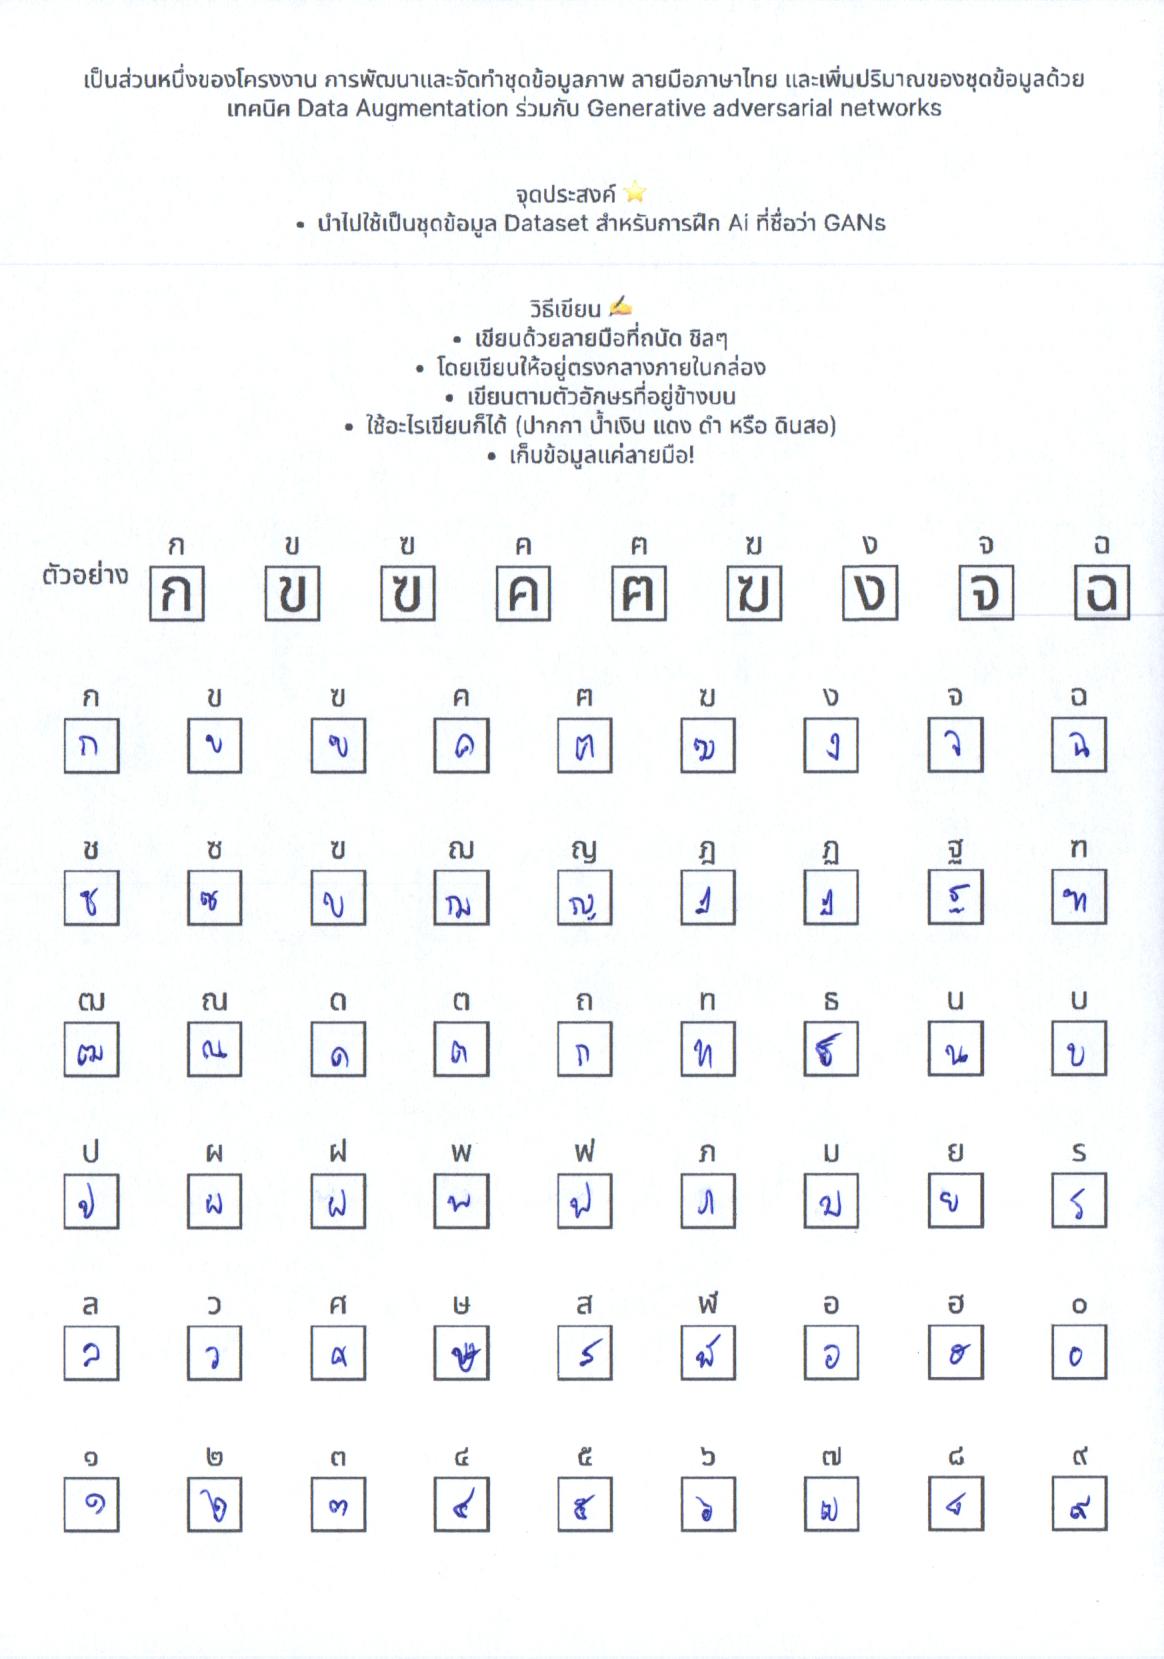 เป็นส่วนหนึ่งของโครงงาน การพัฒนาและจัดทำชุดข้อมูลภาพ ลายมือภาษาไทย และเพิ่มปริมาณของชุดข้อมูลด้วย
เทคนิค Data Augmentation ร่วมกับ Generative adversarial networks
จุดประสงค์ ⭐
• นำไปใช้เป็นชุดข้อมูล Dataset สำหรับการฝึก Ai ที่ชื่อว่า GANs
วิธีเขียน ✍️
• เขียนด้วยลายมือที่ถนัด ชิลๆ
• โดยเขียนให้อยู่ตรงกลางภายในกล่อง
• เขียนตามตัวอักษรที่อยู่ข้างบน
• ใช้อะไรเขียนก็ได้ (ปากกา น้ำเงิน แดง ดำ หรือ ดินสอ)
• เก็บข้อมูลแค่ลายมือ!
ก ข ฃ ค ฅ ฆ ง จ ฉ
ตัวอย่าง ก ข ฃ ค ฅ ฆ ง จ ฉ
ก ข ฃ ค ฅ ฆ ง จ ฉ
ก ข ฃ ค ฅ ฆ ง จ ฉ
ช ซ ฃ ฌ ญ ฎ ฏ ฐ ฑ
ช ซ ฃ ฌ ญ ฎ ฏ ฐ ฑ
ฒ ณ ด ต ถ ท ธ น บ
ฒ ณ ด ต ถ ท ธ น บ
ป ผ ฝ พ ฟ ภ ม ย ร
ป ผ ฝ พ ฟ ภ ม ย ร
ล ว ศ ษ ส ฬ อ ฮ ๐
ล ว ศ ษ ส ฬ อ ฮ ๐
๑ ๒ ๓ ๔ ๕ ๖ ๗ ๘ ๙
๑ ๒ ๓ ๔ ๕ ๖ ๗ ๘ ๙